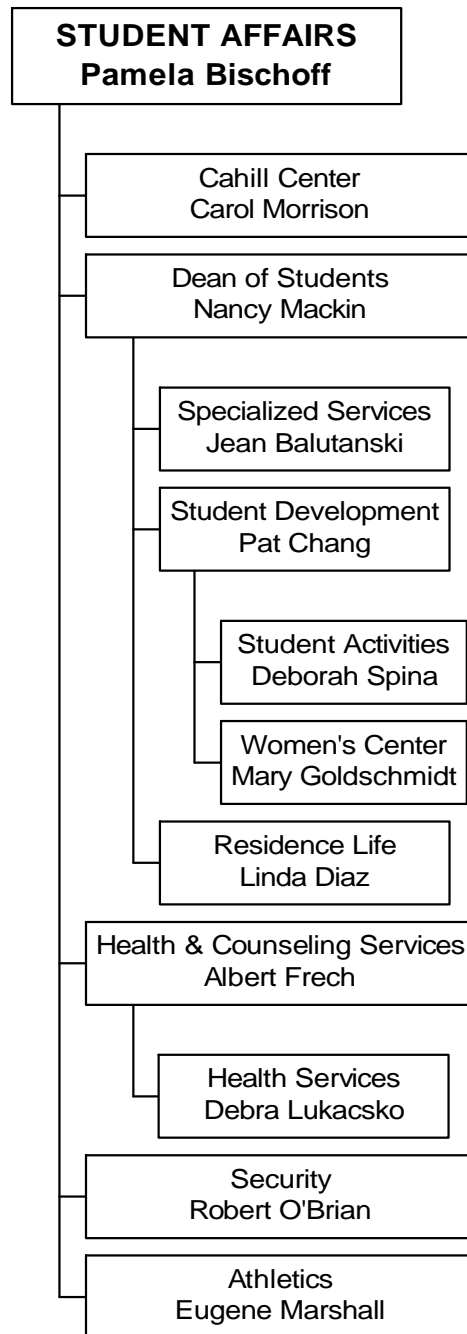 STUDENT AFFAIRS
Pamela Bischoff
Cahill Center
Carol Morrison
Dean of Students
Nancy Mackin
Specialized Services
Jean Balutanski
Student Development
Pat Chang
Student Activities
Deborah Spina
Women's Center
Mary Goldschmidt
Residence Life
Linda Diaz
Health & Counseling Services
Albert Frech
Health Services
Debra Lukacsko
Security
Robert O'Brian
Athletics
Eugene Marshall